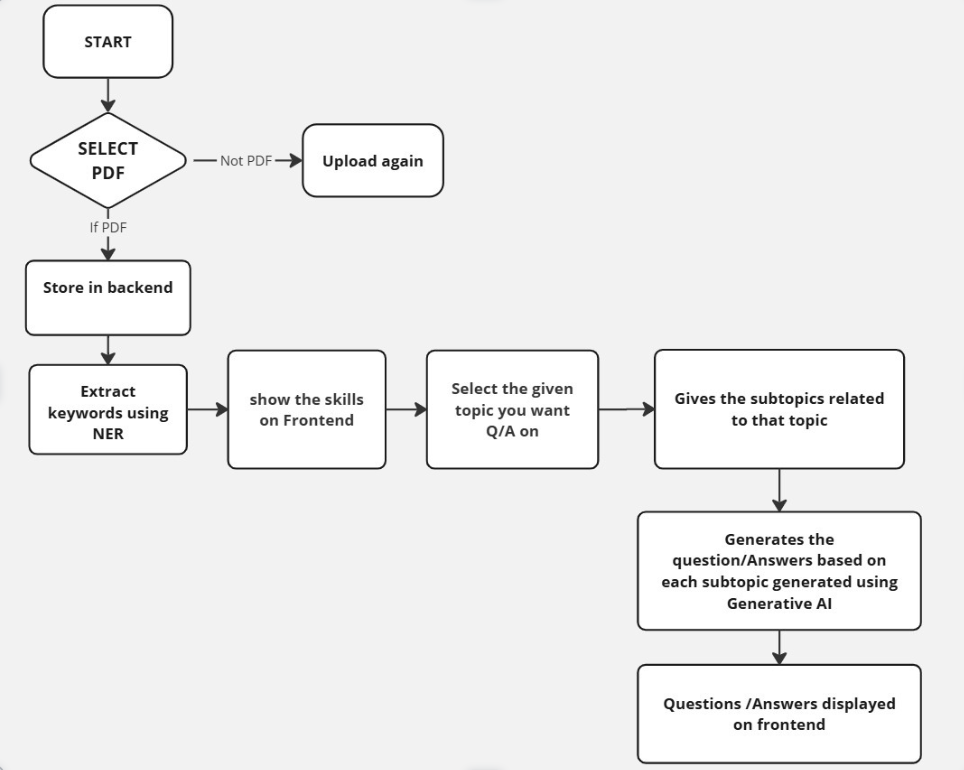 START
SELECT
PDF
Not PDF
Upload again
If PDF
Store in backend
Extract
keywords using
NER
show the skills
on Frontend
Select the given
topic you want
Q/A on
Gives the subtopics related
to that topic
Generates the
question/Answers based on
each subtopic generated using
Generative AI
Questions /Answers displayed
on frontend